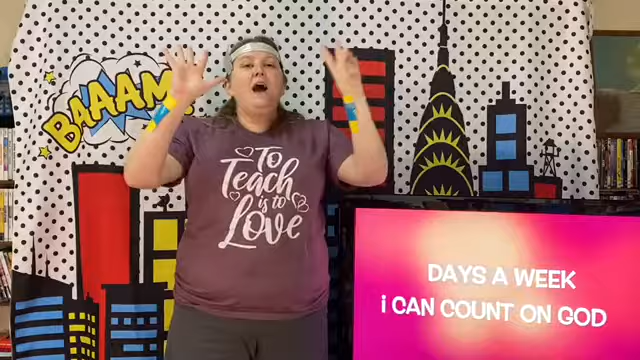 BAAAM!
To
Teach
is to
Love
DAYS A WEEK
i CAN COUNT ON GOD